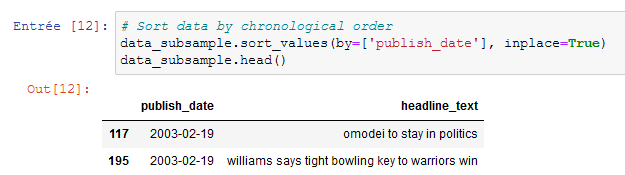 Entrée [12]: # Sort data by chronological order
data_subsample.sort_values(by=['publish_date'], inplace=True)
data_subsample.head()
Out[12]:
publish_date headline_text
117 2003-02-19 omodei to stay in politics
195 2003-02-19 williams says tight bowling key to warriors win